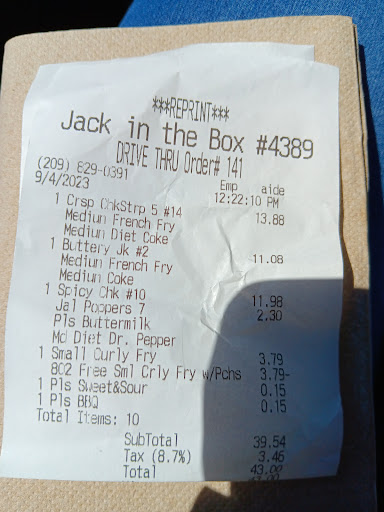 ***REPRINT***
Jack in the Box #4389
DRIVE THRU Order# 141
(209) 829-0391 Emp aide
9/4/2023 12:22:10 PM
1 Crsp ChkStrp 5 #14 13.88
Medium French Fry
Medium Diet Coke
1 Buttery Jk #2 11.08
Medium French Fry
Medium Coke
1 Spicy Chk #10 11.98
Jal Poppers 7 2.30
Pls Buttermilk
Md Diet Dr. Pepper
1 Small Curly Fry 3.79
802 Free Sml Crly Fry w/Pchs 3.79-
1 Pls Sweet&Sour 0.15
1 Pls BBQ 0.15
Total Items: 10
SubTotal 39.54
Tax (8.7%) 3.46
Total 43.00